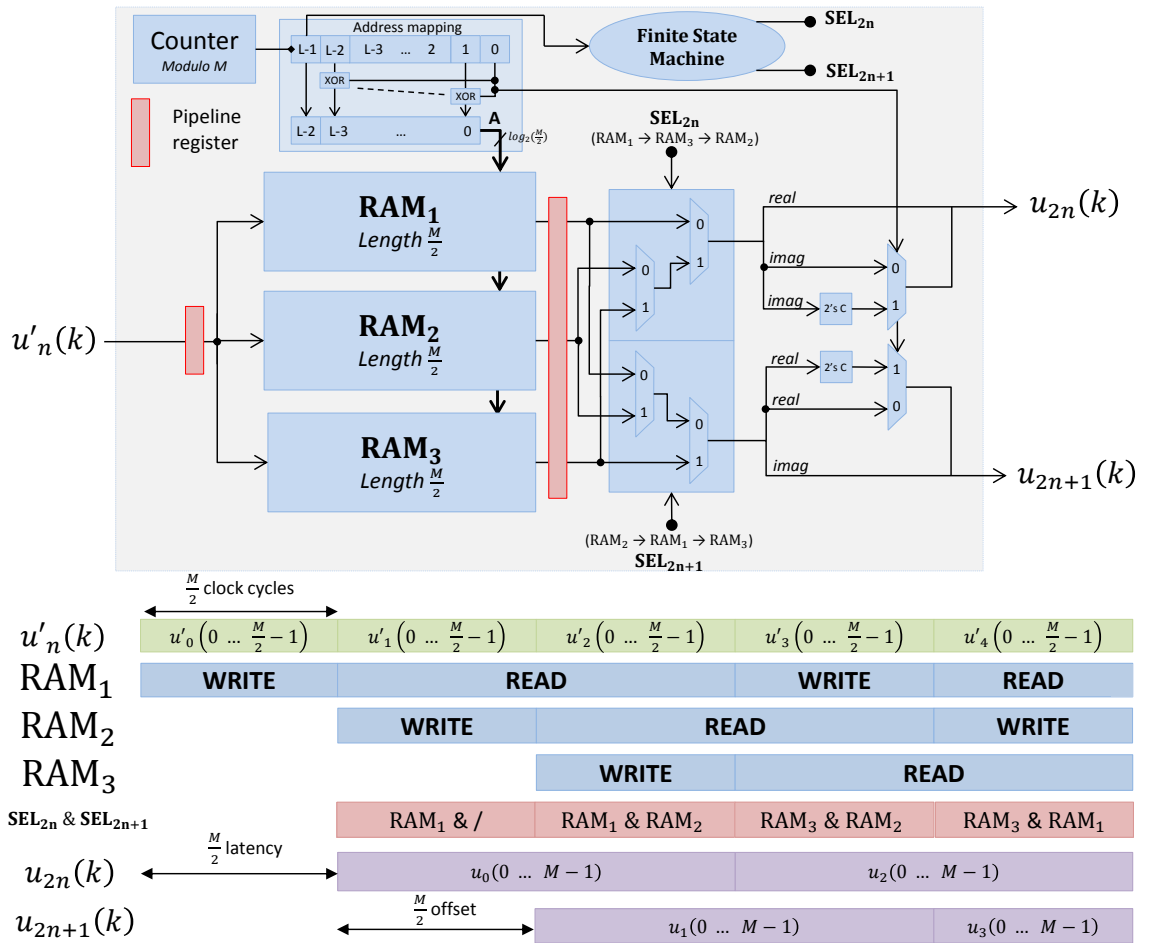 Counter
Modulo M
Address mapping
L-1 L-2 L-3 ... 2 1 0
XOR
XOR
L-2 L-3 ... 0
A
log₂(M/2)
Finite State
Machine
SEL₂ₙ
SEL₂ₙ₊₁
Pipeline
register
SEL₂ₙ
(RAM₁ → RAM₃ → RAM₂)
RAM₁
Length M/2
RAM₂
Length M/2
RAM₃
Length M/2
u'ₙ(k)
0
1
0
1
0
1
0
1
real
imag
imag
2's C
0
1
real
2's C
real
imag
1
0
u₂ₙ(k)
u₂ₙ₊₁(k)
(RAM₂ → RAM₁ → RAM₃)
SEL₂ₙ₊₁
M/2 clock cycles
u'ₙ(k) u'₀(0 ... M/2 − 1) u'₁(0 ... M/2 − 1) u'₂(0 ... M/2 − 1) u'₃(0 ... M/2 − 1) u'₄(0 ... M/2 − 1)
RAM₁ WRITE READ WRITE READ
RAM₂ WRITE READ WRITE
RAM₃ WRITE READ
SEL₂ₙ & SEL₂ₙ₊₁ RAM₁ & / RAM₁ & RAM₂ RAM₃ & RAM₂ RAM₃ & RAM₁
M/2 latency
u₂ₙ(k) u₀(0 ... M − 1) u₂(0 ... M − 1)
M/2 offset
u₂ₙ₊₁(k) u₁(0 ... M − 1) u₃(0 ... M − 1)